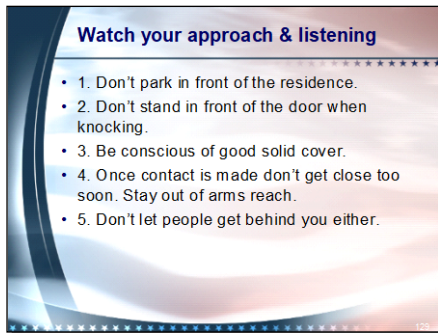 Watch your approach & listening
• 1. Don't park in front of the residence.
• 2. Don't stand in front of the door when
knocking.
• 3. Be conscious of good solid cover.
• 4. Once contact is made don't get close too
soon. Stay out of arms reach.
• 5. Don't let people get behind you either.